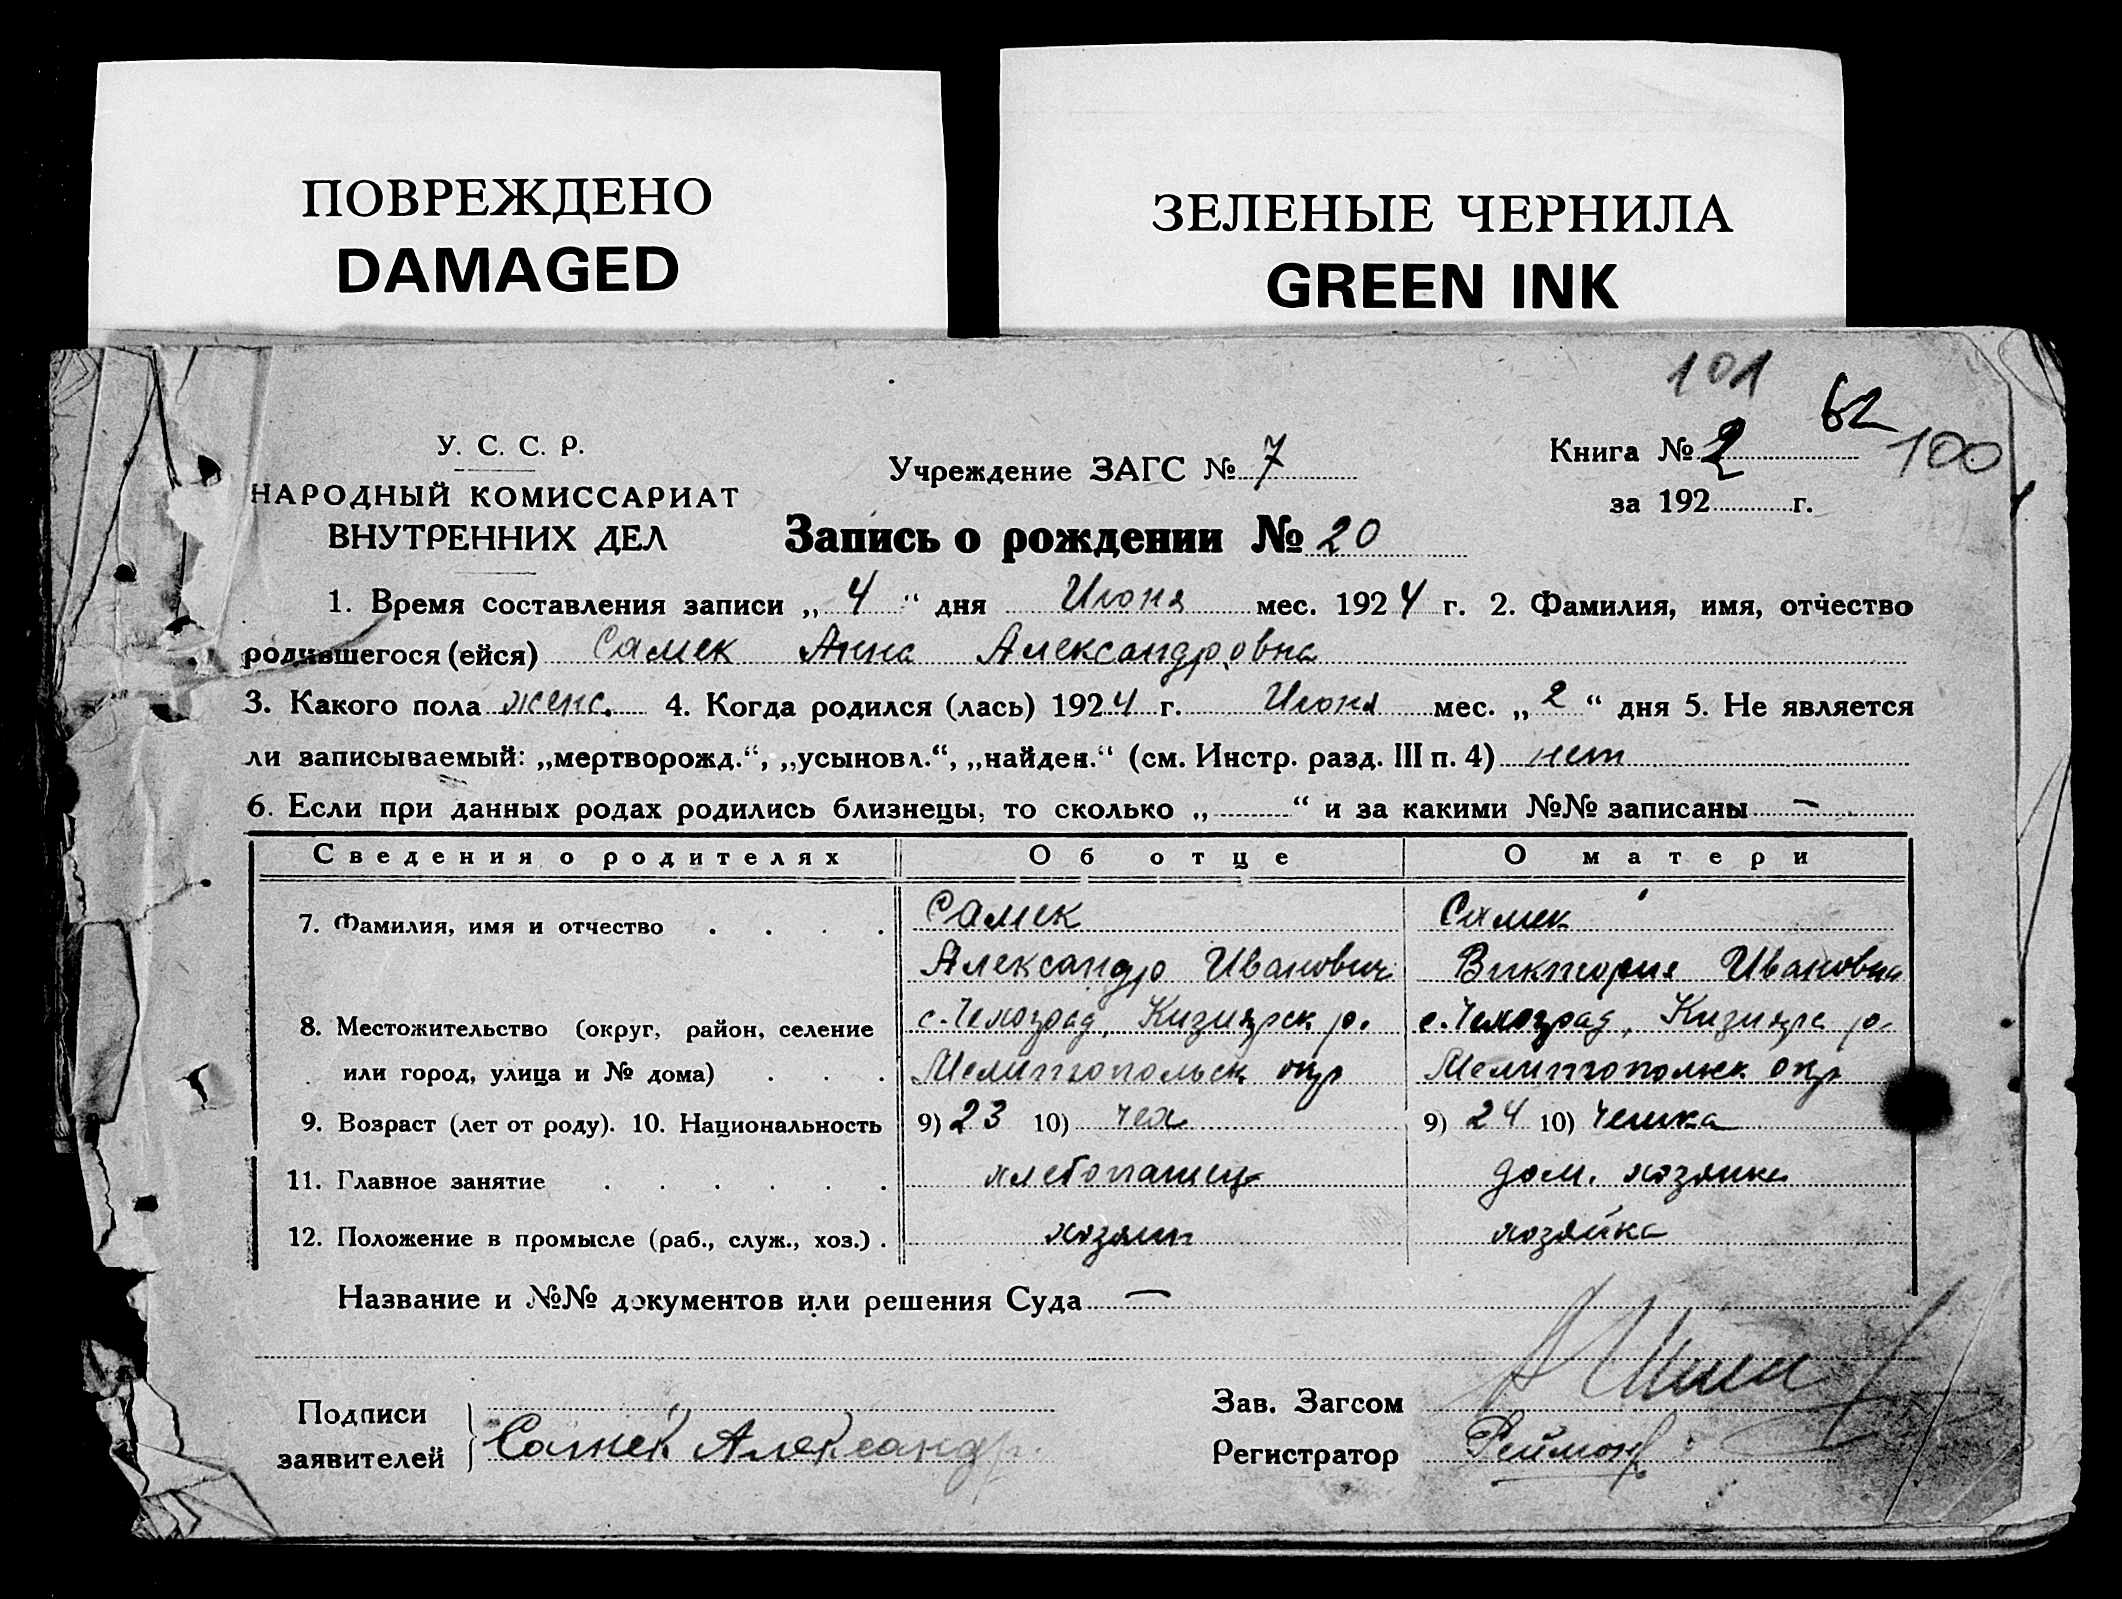 ПОВРЕЖДЕНО
DAMAGED
ЗЕЛЕНЫЕ ЧЕРНИЛА
GREEN INK
101
62
100
У. С. С. Р.
НАРОДНЫЙ КОМИССАРИАТ
ВНУТРЕННИХ ДЕЛ
Учреждение ЗАГС № 7
Книга № 2
за 192 г.
Запись о рождении № 20
1. Время составления записи „ 4 “ дня Июня мес. 1924 г. 2. Фамилия, имя, отчество
родившегося (ейся) Самек Анна Александровна
3. Какого пола женс. 4. Когда родился (лась) 1924 г. Июня мес. „ 2 “ дня 5. Не является
ли записываемый: „мертворожд.“, „усыновл.“, „найден.“ (см. Инстр. разд. III п. 4) нет
6. Если при данных родах родились близнецы, то сколько „ “ и за какими №№ записаны —
Сведения о родителях Об отце О матери
7. Фамилия, имя и отчество . . . . Самек Самек
Александр Иванович Виктория Ивановна
8. Местожительство (округ, район, селение с. Чехоград, Кизиярск р. с. Чехоград, Кизиярс р.
или город, улица и № дома) . . . Мелитопольск окр Мелитопольск окр
9. Возраст (лет от роду). 10. Национальность 9) 23 10) чех 9) 24 10) Чешка
11. Главное занятие . . . . . . хлебопашец дом. хозяйка
12. Положение в промысле (раб., служ., хоз.) . хозяин хозяйка
Название и №№ документов или решения Суда —
Подписи
заявителей Самек Александр
Зав. Загсом
Регистратор